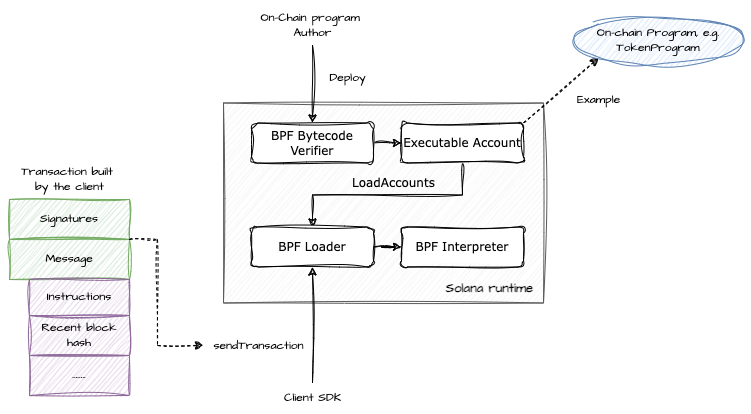 On-Chain program
Author
Deploy
On-chain Program, e.g.
TokenProgram
Example
BPF Bytecode
Verifier
Executable Account
LoadAccounts
BPF Loader
BPF Interpreter
Solana runtime
Transaction built
by the client
Signatures
Message
Instructions
Recent block
hash
.......
sendTransaction
Client SDK